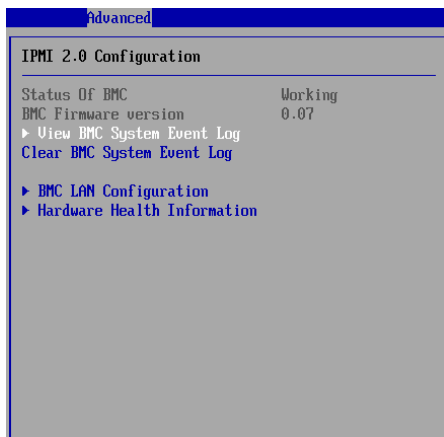 Advanced
IPMI 2.0 Configuration
Status Of BMC Working
BMC Firmware version 0.07
▶ View BMC System Event Log
Clear BMC System Event Log
▶ BMC LAN Configuration
▶ Hardware Health Information